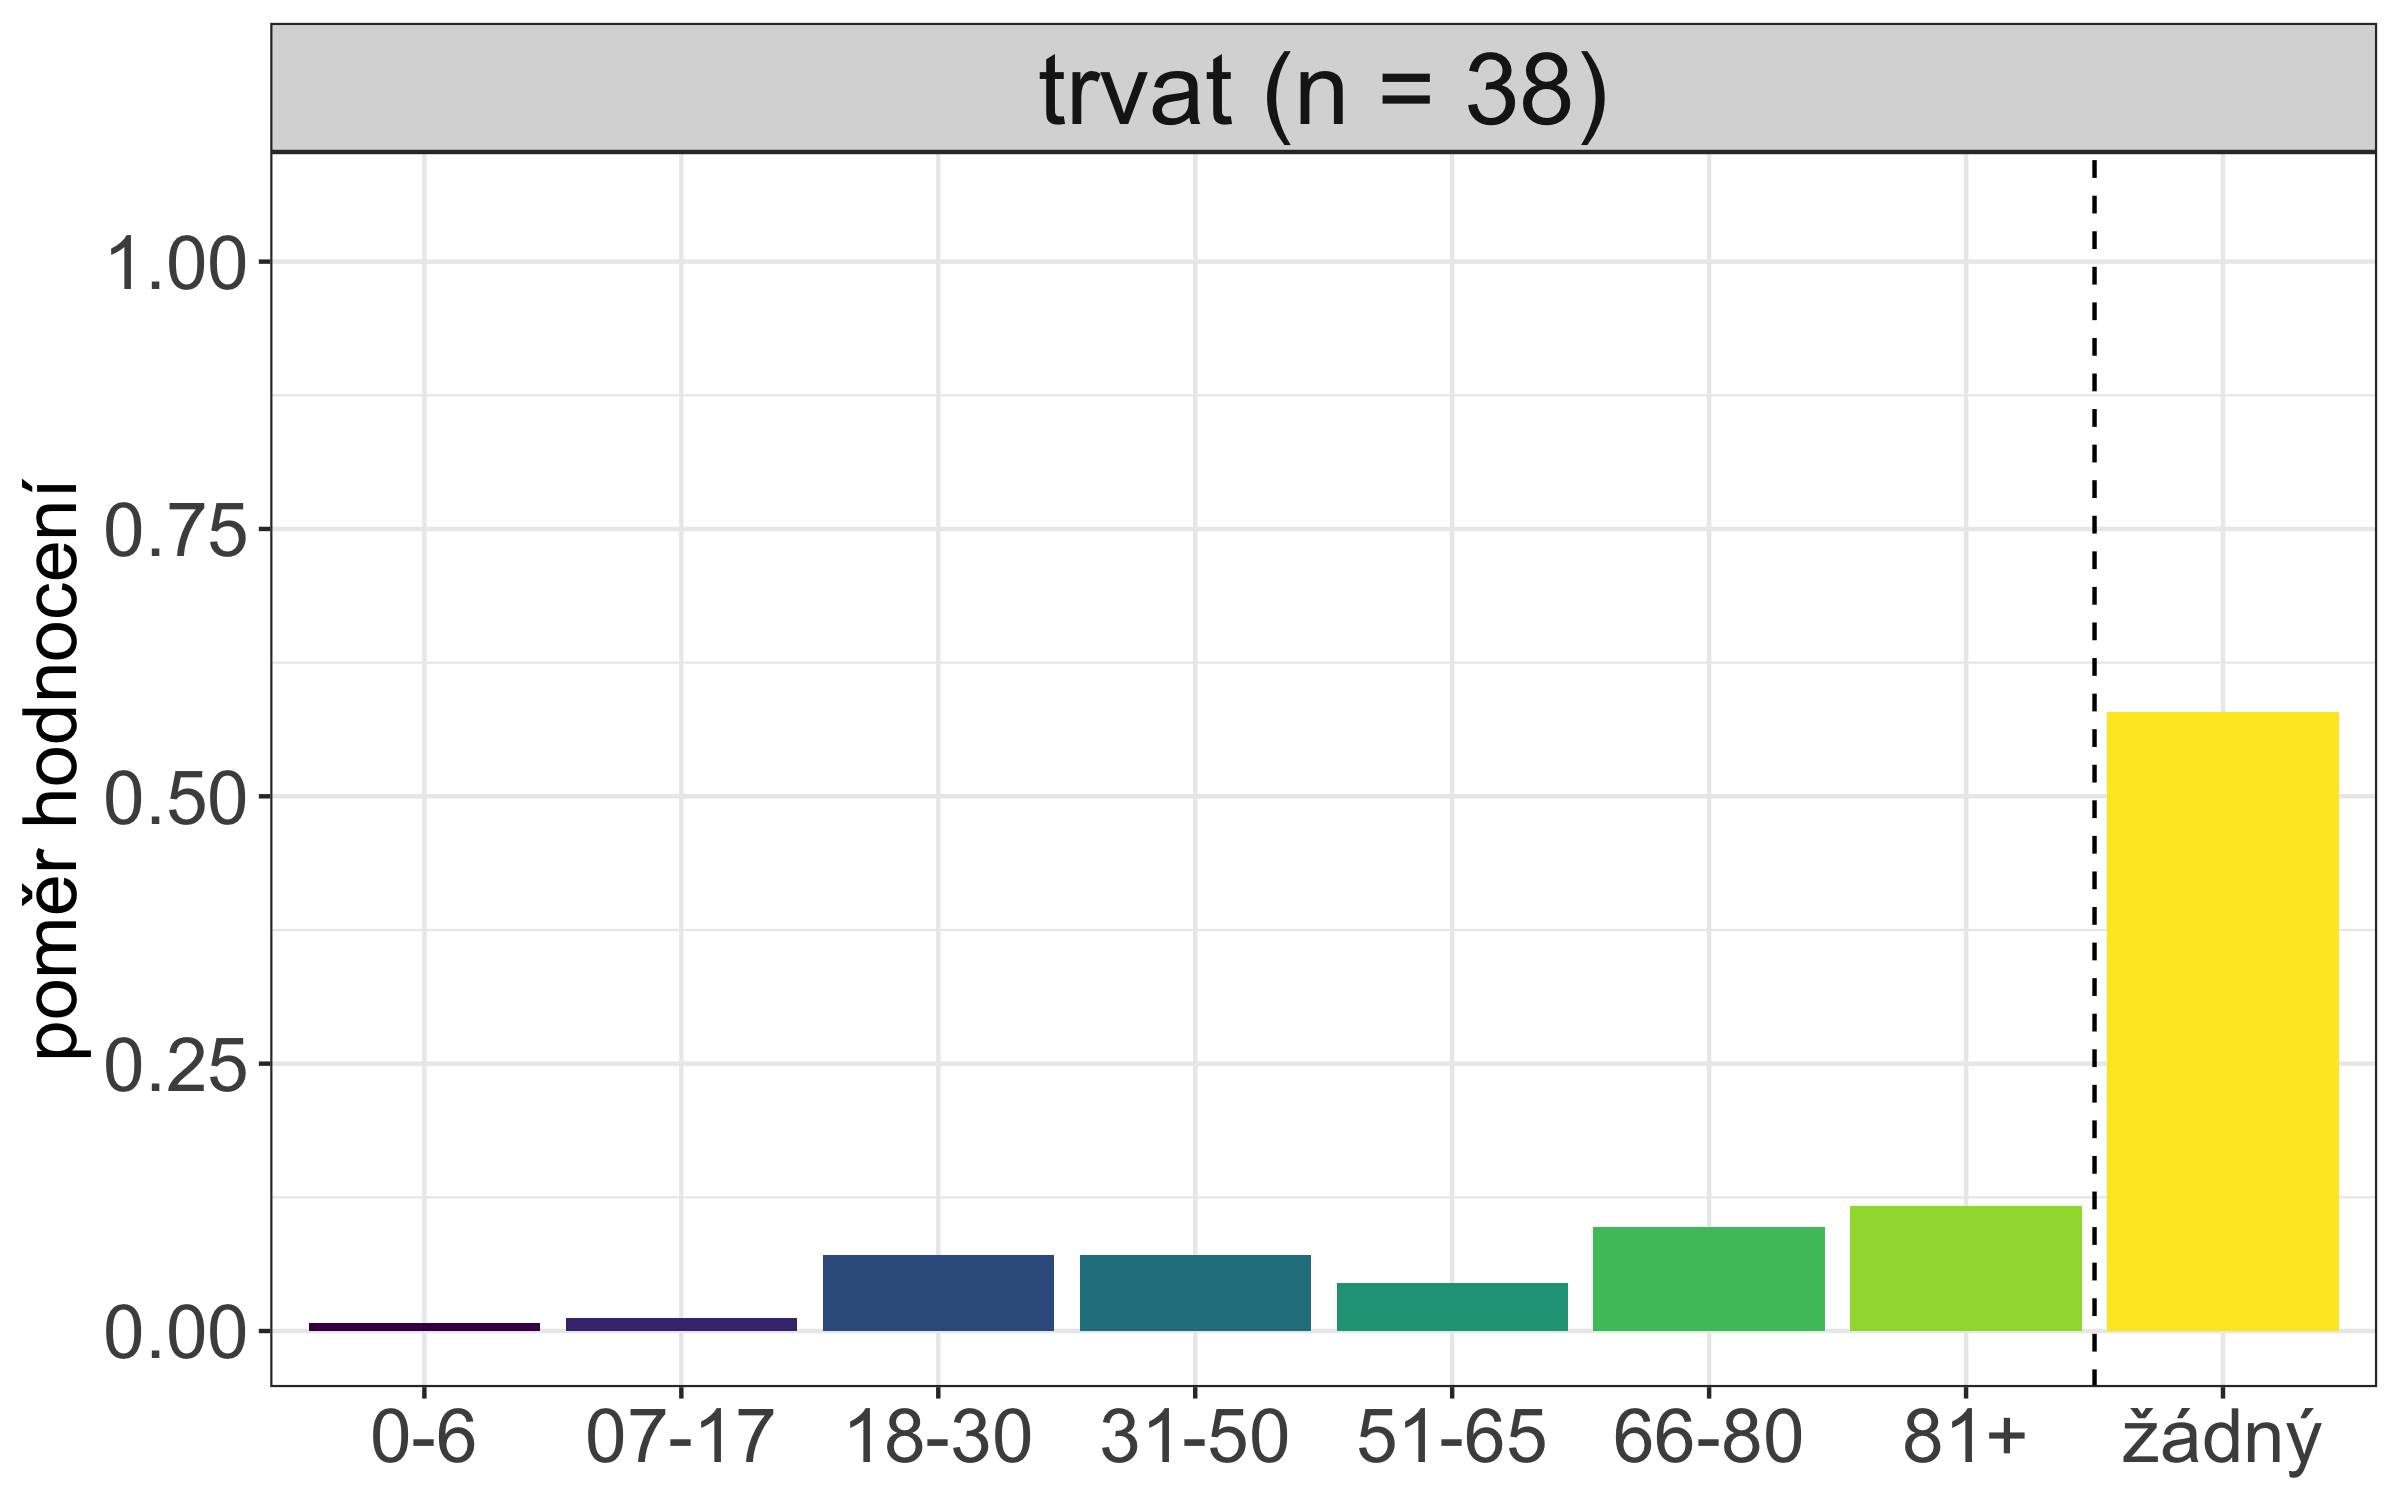 trvat (n = 38)
poměr hodnocení
1.00
0.75
0.50
0.25
0.00
0-6 07-17 18-30 31-50 51-65 66-80 81+ žádný